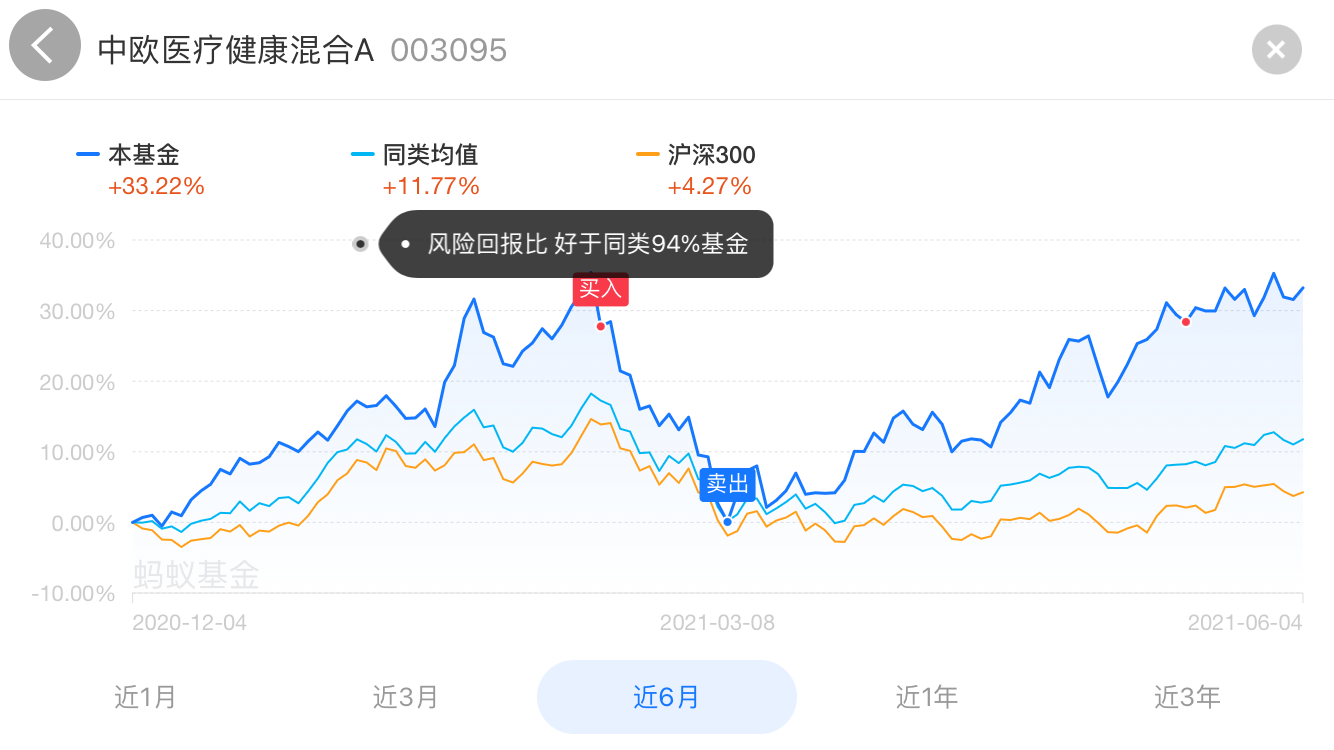 中欧医疗健康混合A 003095
本基金 同类均值 沪深300
+33.22% +11.77% +4.27%
40.00%
风险回报比 好于同类94%基金
买入
30.00%
20.00%
10.00%
卖出
0.00%
蚂蚁基金
-10.00%
2020-12-04 2021-03-08 2021-06-04
近1月 近3月 近6月 近1年 近3年